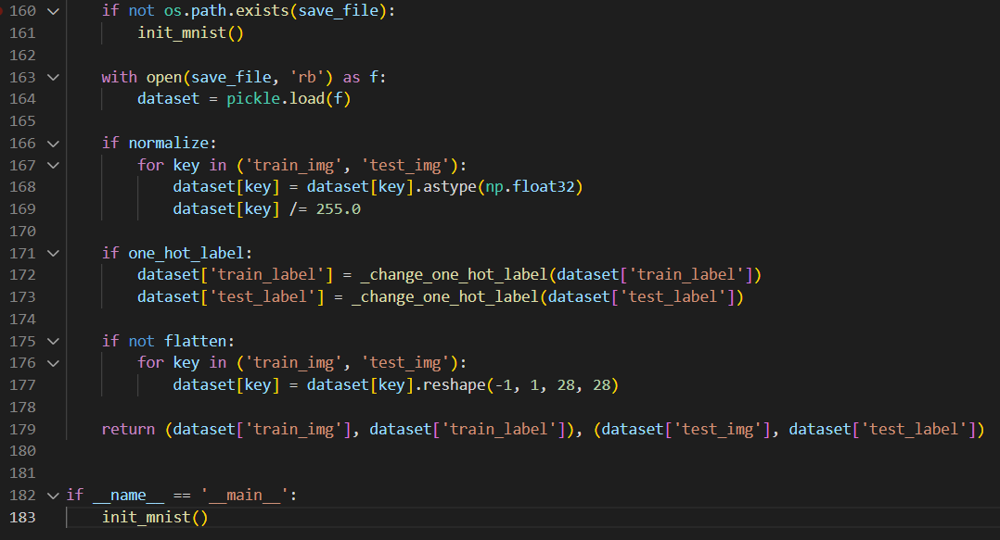 160 if not os.path.exists(save_file):
161 init_mnist()
162
163 with open(save_file, 'rb') as f:
164 dataset = pickle.load(f)
165
166 if normalize:
167 for key in ('train_img', 'test_img'):
168 dataset[key] = dataset[key].astype(np.float32)
169 dataset[key] /= 255.0
170
171 if one_hot_label:
172 dataset['train_label'] = _change_one_hot_label(dataset['train_label'])
173 dataset['test_label'] = _change_one_hot_label(dataset['test_label'])
174
175 if not flatten:
176 for key in ('train_img', 'test_img'):
177 dataset[key] = dataset[key].reshape(-1, 1, 28, 28)
178
179 return (dataset['train_img'], dataset['train_label']), (dataset['test_img'], dataset['test_label'])
180
181
182 if __name__ == '__main__':
183 init_mnist()